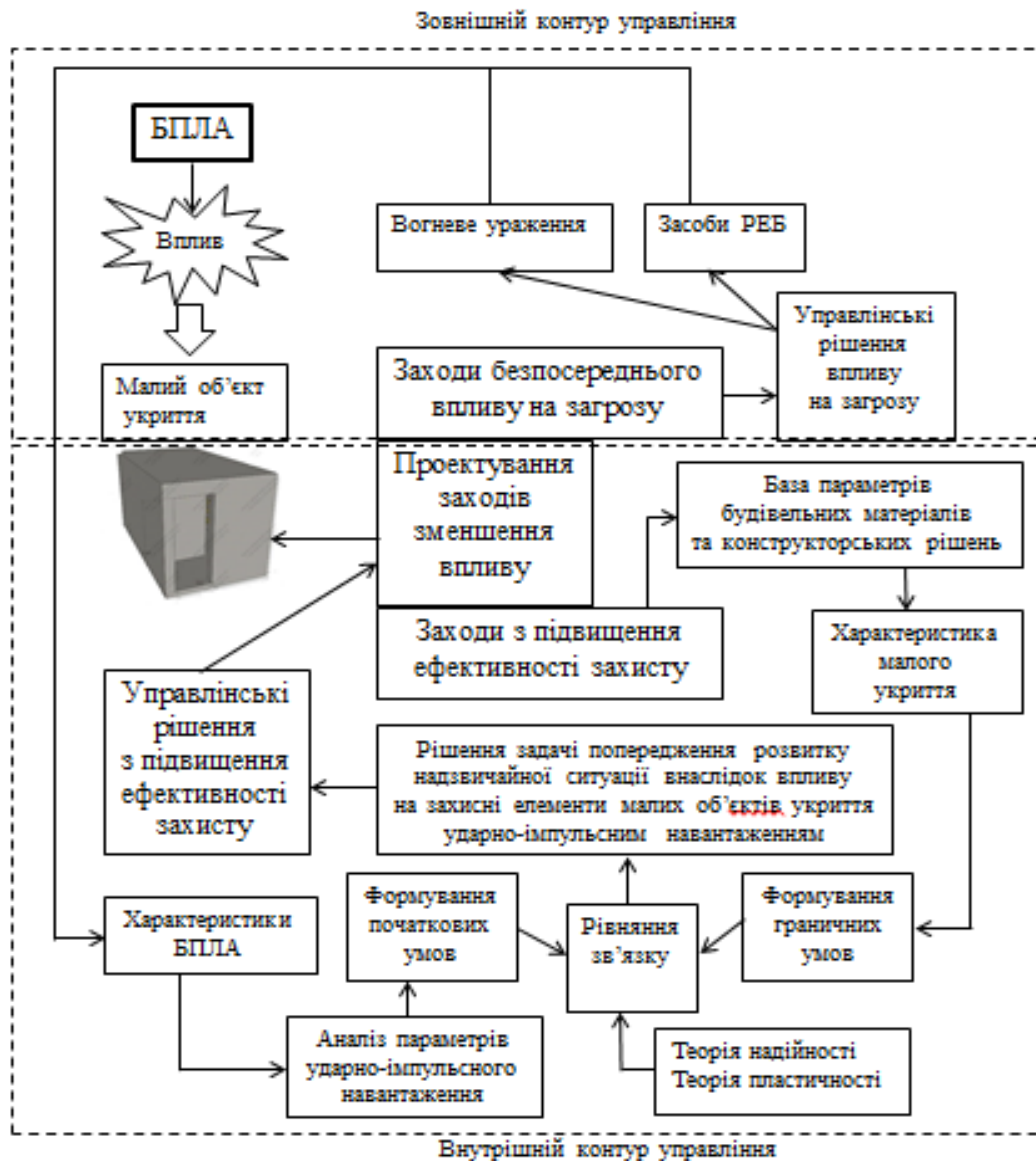 Зовнішній контур управління
БПЛА
Вплив
Малий об’єкт
укриття
Вогневе ураження
Засоби РЕБ
Управлінські
рішення
впливу
на загрозу
Заходи безпосереднього
впливу на загрозу
Проектування
заходів
зменшення
впливу
Заходи з підвищення
ефективності захисту
База параметрів
будівельних матеріалів
та конструкторських рішень
Характеристика
малого
укриття
Управлінські
рішення
з підвищення
ефективності
захисту
Рішення задачі попередження розвитку
надзвичайної ситуації внаслідок впливу
на захисні елементи малих об’єктів укриття
ударно-імпульсним навантаженням
Характеристики
БПЛА
Формування
початкових
умов
Рівняння
зв’язку
Формування
граничних
умов
Аналіз параметрів
ударно-імпульсного
навантаження
Теорія надійності
Теорія пластичності
Внутрішній контур управління